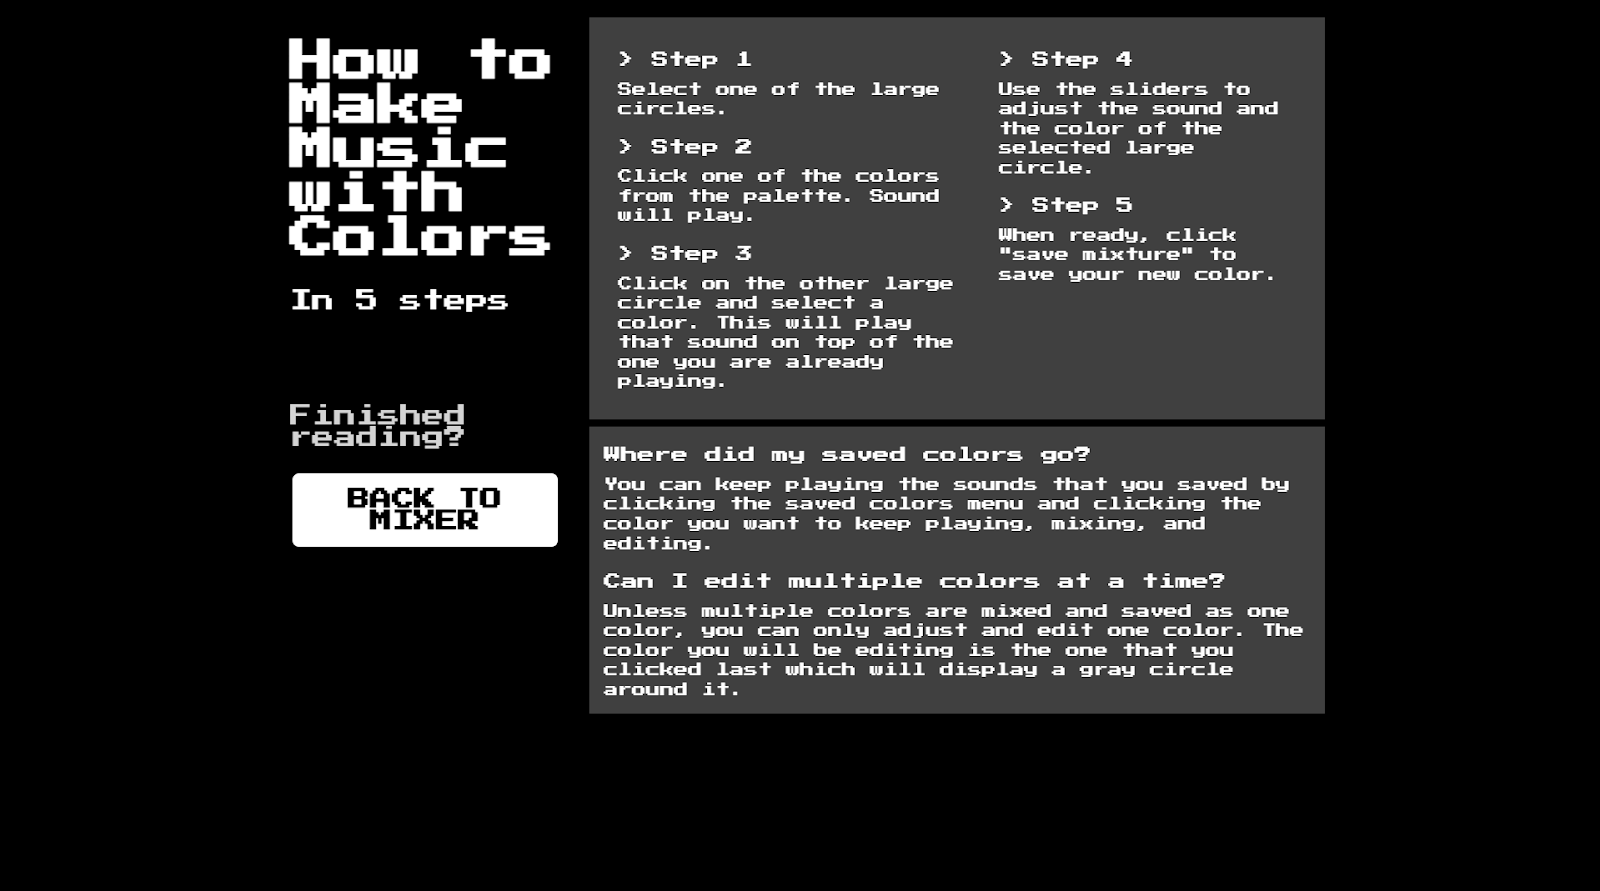 How to
Make
Music
with
Colors
In 5 steps
Finished
reading?
BACK TO
MIXER
> Step 1
Select one of the large
circles.
> Step 2
Click one of the colors
from the palette. Sound
will play.
> Step 3
Click on the other large
circle and select a
color. This will play
that sound on top of the
one you are already
playing.
> Step 4
Use the sliders to
adjust the sound and
the color of the
selected large
circle.
> Step 5
When ready, click
"save mixture" to
save your new color.
Where did my saved colors go?
You can keep playing the sounds that you saved by
clicking the saved colors menu and clicking the
color you want to keep playing, mixing, and
editing.
Can I edit multiple colors at a time?
Unless multiple colors are mixed and saved as one
color, you can only adjust and edit one color. The
color you will be editing is the one that you
clicked last which will display a gray circle
around it.